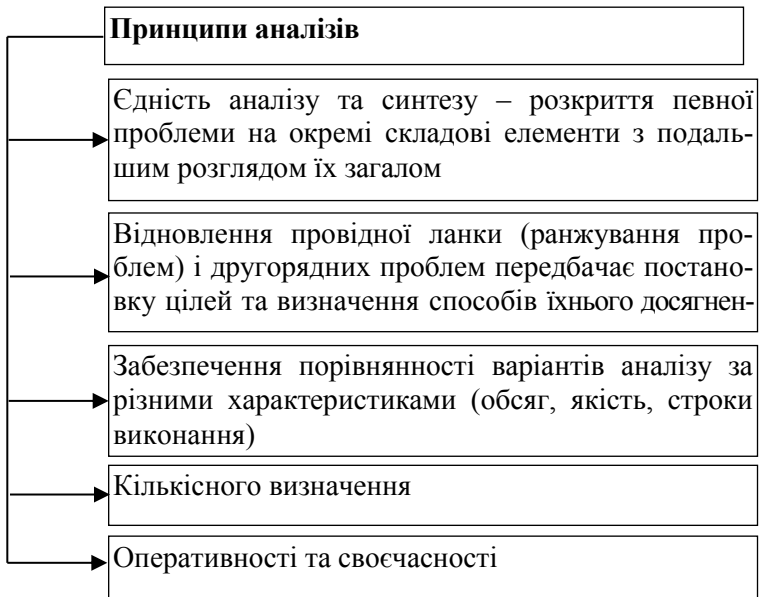 Принципи аналізів
Єдність аналізу та синтезу – розкриття певної
проблеми на окремі складові елементи з подаль-
шим розглядом їх загалом
Відновлення провідної ланки (ранжування про-
блем) і другорядних проблем передбачає постано-
вку цілей та визначення способів їхнього досягнен-
Забезпечення порівнянності варіантів аналізу за
різними характеристиками (обсяг, якість, строки
виконання)
Кількісного визначення
Оперативності та своєчасності